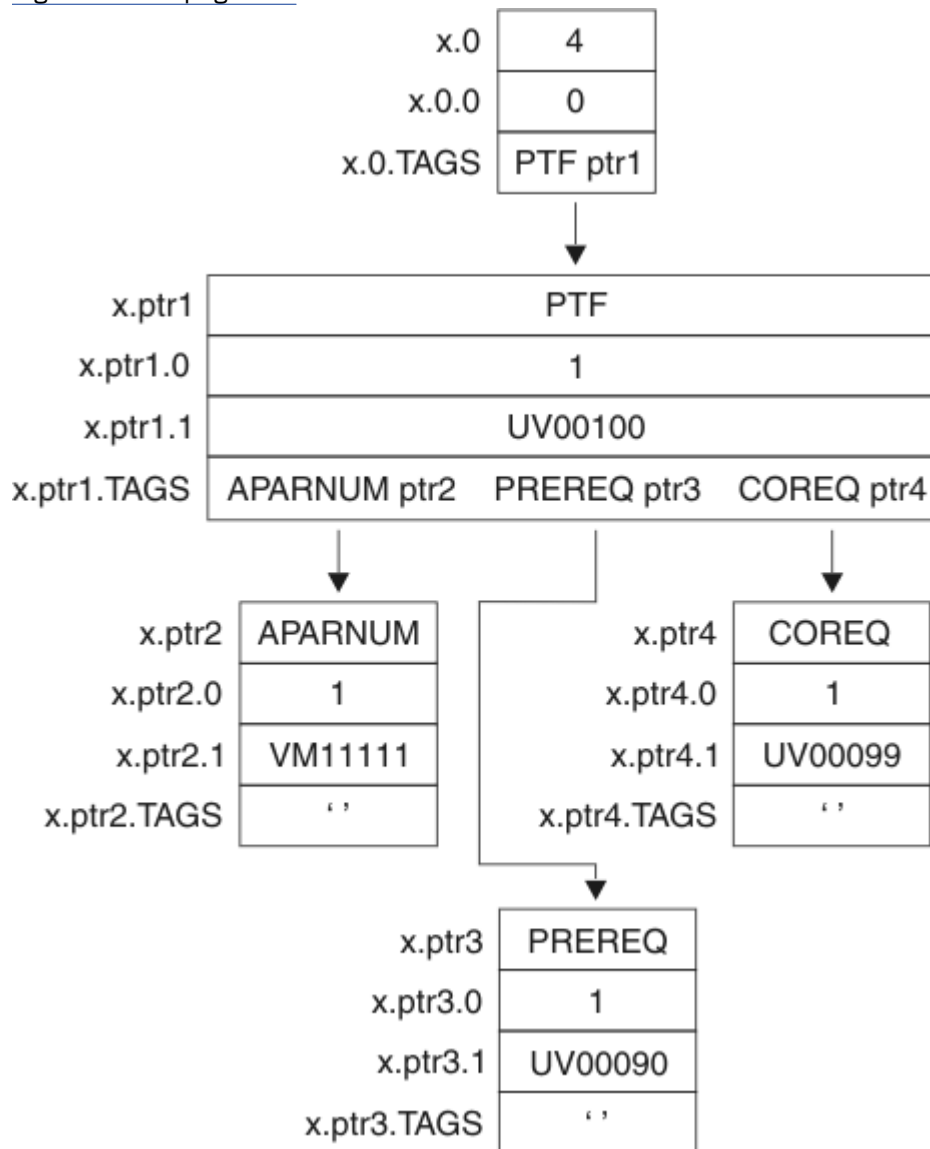 x.0 4
x.0.0 0
x.0.TAGS PTF ptr1
x.ptr1 PTF
x.ptr1.0 1
x.ptr1.1 UV00100
x.ptr1.TAGS APARNUM ptr2 PREREQ ptr3 COREQ ptr4
x.ptr2 APARNUM x.ptr4 COREQ
x.ptr2.0 1 x.ptr4.0 1
x.ptr2.1 VM11111 x.ptr4.1 UV00099
x.ptr2.TAGS ‘ ’ x.ptr4.TAGS ‘ ’
x.ptr3 PREREQ
x.ptr3.0 1
x.ptr3.1 UV00090
x.ptr3.TAGS ‘ ’